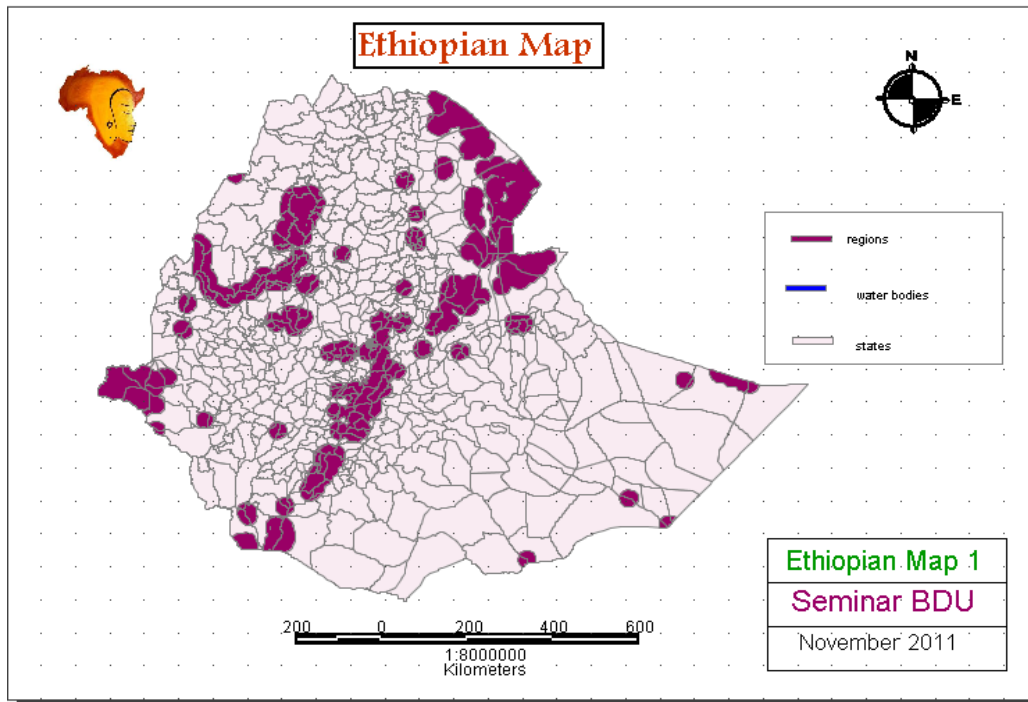 Ethiopian Map
N
E
regions
water bodies
states
Ethiopian Map 1
Seminar BDU
November 2011
200 0 200 400 600
1:8000000
Kilometers